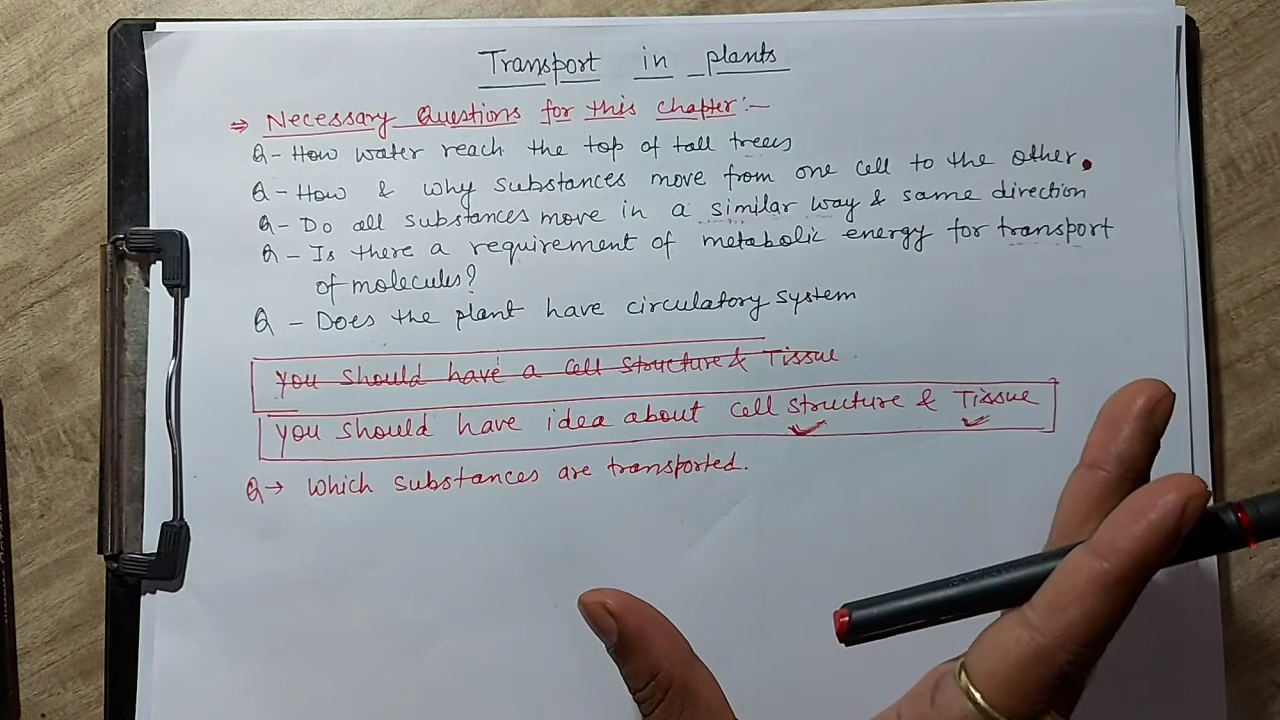 Transport in plants
⇒ Necessary Questions for this chapter:-
Q- How water reach the top of tall trees
Q- How & why substances move from one cell to the other.
Q- Do all substances move in a similar way & same direction
Q- Is there a requirement of metabolic energy for transport
of molecules?
Q - Does the plant have circulatory system
You should have a cell structure & Tissue
You should have idea about cell structure & Tissue
Q→ which substances are transported.